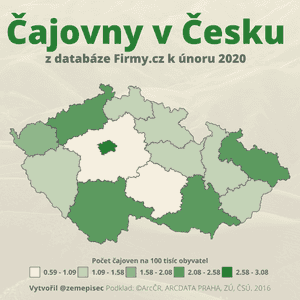 Čajovny v Česku
z databáze Firmy.cz k únoru 2020
Počet čajoven na 100 tisíc obyvatel
0.59 - 1.09 1.09 - 1.58 1.58 - 2.08 2.08 - 2.58 2.58 - 3.08
Vytvořil @zemepisec Podklad: ©ArcČR, ARCDATA PRAHA, ZÚ, ČSÚ, 2016